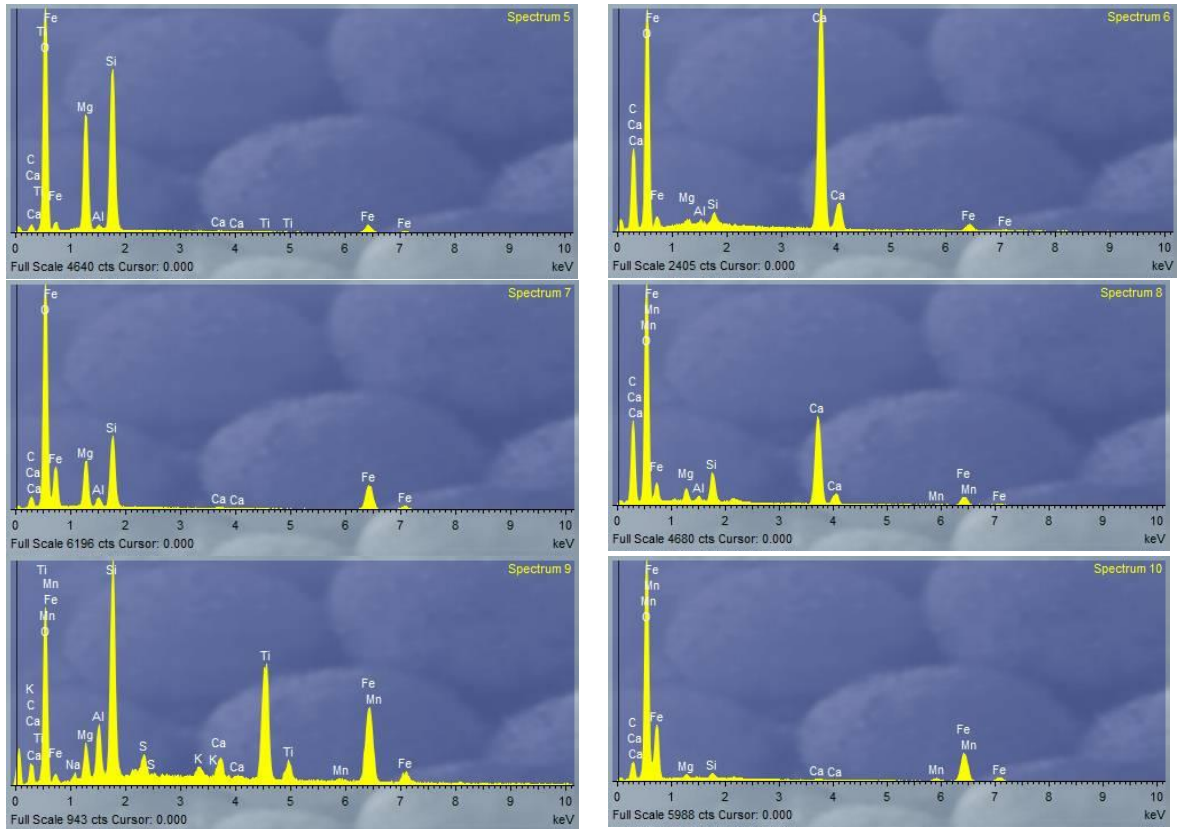 Spectrum 5
Fe
Ti
O
Si
Mg
C
Ca
Ti Fe
Ca
Al
Ca Ca Ti Ti
Fe
Fe
0 1 2 3 4 5 6 7 8 9 10
Full Scale 4640 cts Cursor: 0.000
keV
Spectrum 6
Fe
O
Ca
C
Ca
Ca
Fe
Mg
Al
Si
Ca
Fe
Fe
0 1 2 3 4 5 6 7 8 9 10
Full Scale 2405 cts Cursor: 0.000
keV
Spectrum 7
Fe
O
Si
C
Ca
Ca
Fe
Mg
Al
Ca Ca
Fe
Fe
0 1 2 3 4 5 6 7 8 9 10
Full Scale 6196 cts Cursor: 0.000
keV
Spectrum 8
Fe
Mn
Mn
O
C
Ca
Ca
Fe
Mg
Al
Si
Ca
Ca
Mn
Fe
Mn
Fe
0 1 2 3 4 5 6 7 8 9 10
Full Scale 4680 cts Cursor: 0.000
keV
Spectrum 9
Ti
Mn
Fe
Mn
O
Si
K
C
Ca
Ti
Ca
Fe
Na
Mg
Al
S
S
K
K
Ca
Ca
Ti
Ti
Mn
Fe
Mn
Fe
0 1 2 3 4 5 6 7 8 9 10
Full Scale 943 cts Cursor: 0.000
keV
Spectrum 10
Fe
Mn
Mn
O
C
Ca
Ca
Fe
Mg
Si
Ca Ca
Mn
Fe
Mn
Fe
0 1 2 3 4 5 6 7 8 9 10
Full Scale 5988 cts Cursor: 0.000
keV